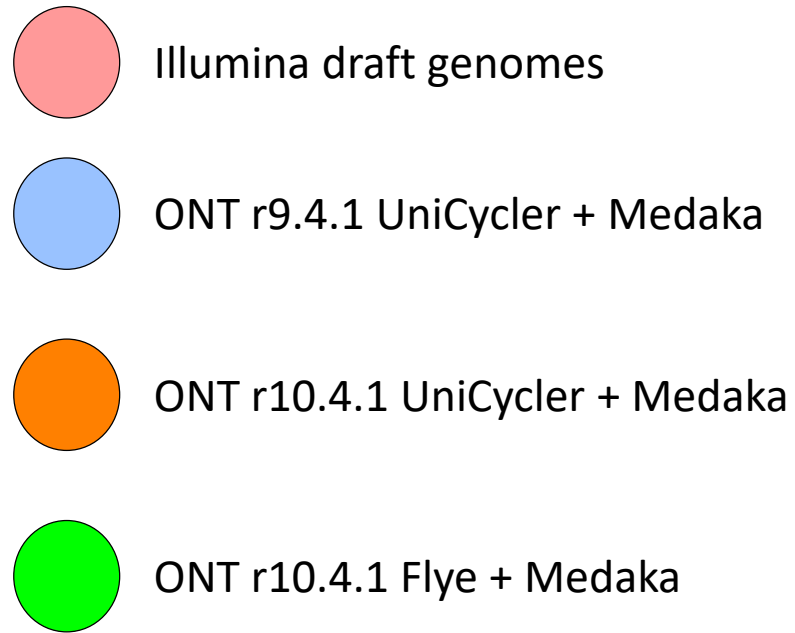 Illumina draft genomes
ONT r9.4.1 UniCycler + Medaka
ONT r10.4.1 UniCycler + Medaka
ONT r10.4.1 Flye + Medaka